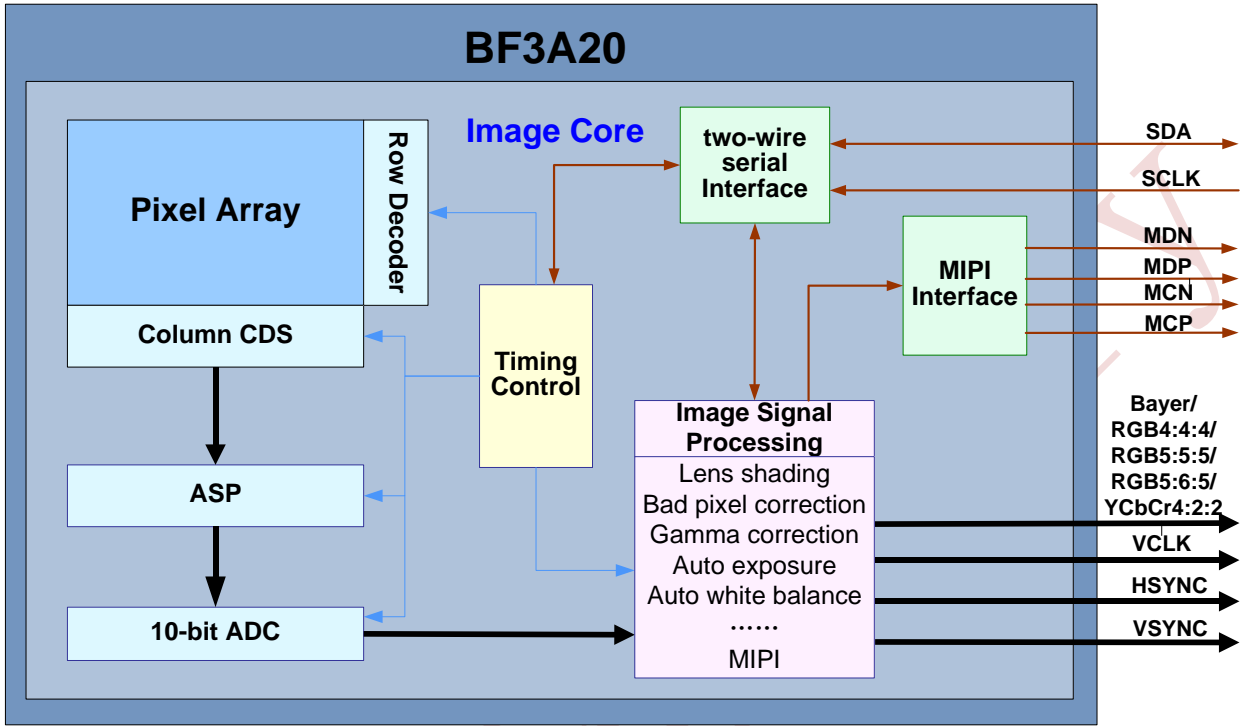 BF3A20
Image Core
Pixel Array
Row Decoder
Column CDS
ASP
10-bit ADC
Timing
Control
two-wire
serial
Interface
MIPI
Interface
Image Signal
Processing
Lens shading
Bad pixel correction
Gamma correction
Auto exposure
Auto white balance
......
MIPI
SDA
SCLK
MDN
MDP
MCN
MCP
Bayer/
RGB4:4:4/
RGB5:5:5/
RGB5:6:5/
YCbCr4:2:2
VCLK
HSYNC
VSYNC